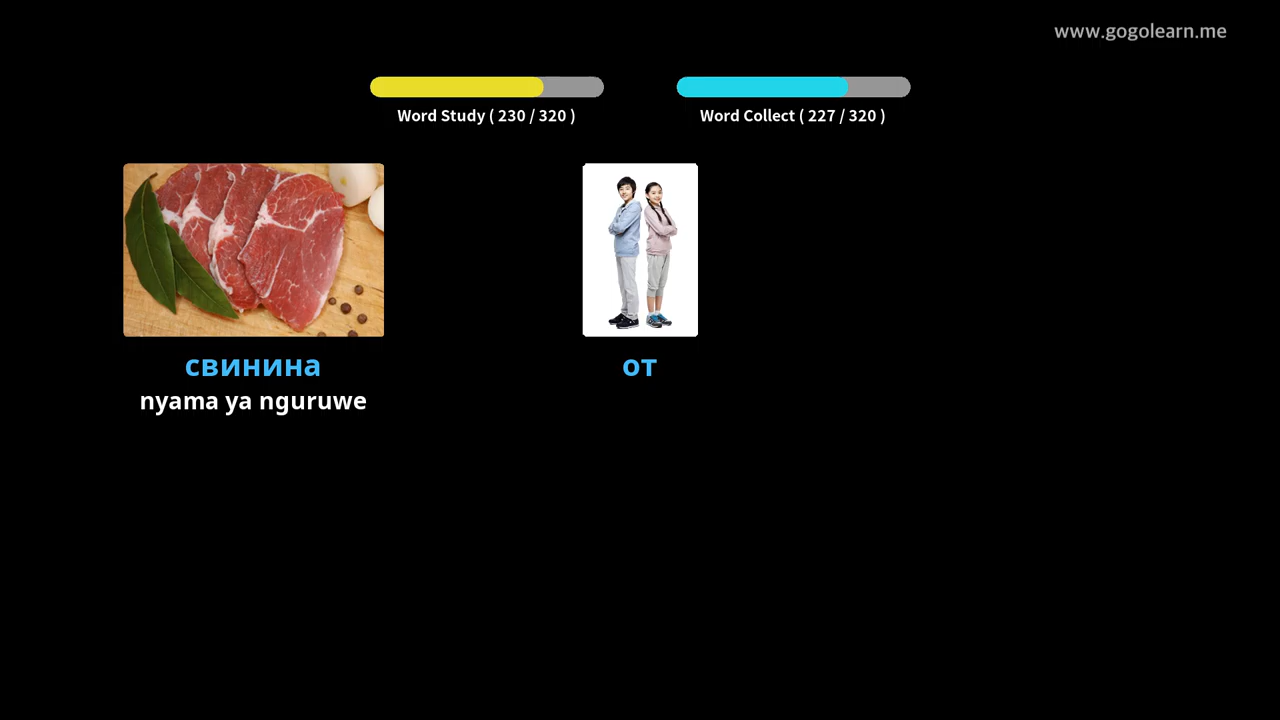 www.gogolearn.me
Word Study ( 230 / 320 )
Word Collect ( 227 / 320 )
свинина
nyama ya nguruwe
от